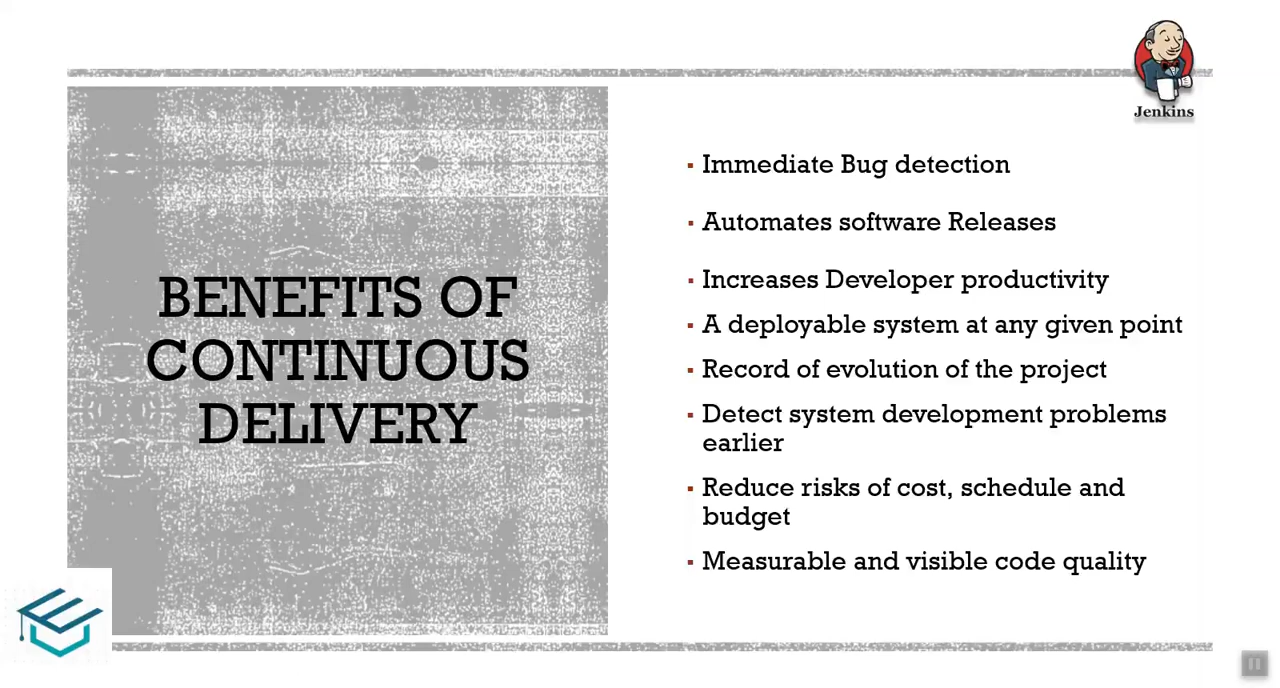 Jenkins
BENEFITS OF
CONTINUOUS
DELIVERY
▪ Immediate Bug detection
▪ Automates software Releases
▪ Increases Developer productivity
▪ A deployable system at any given point
▪ Record of evolution of the project
▪ Detect system development problems
earlier
▪ Reduce risks of cost, schedule and
budget
▪ Measurable and visible code quality